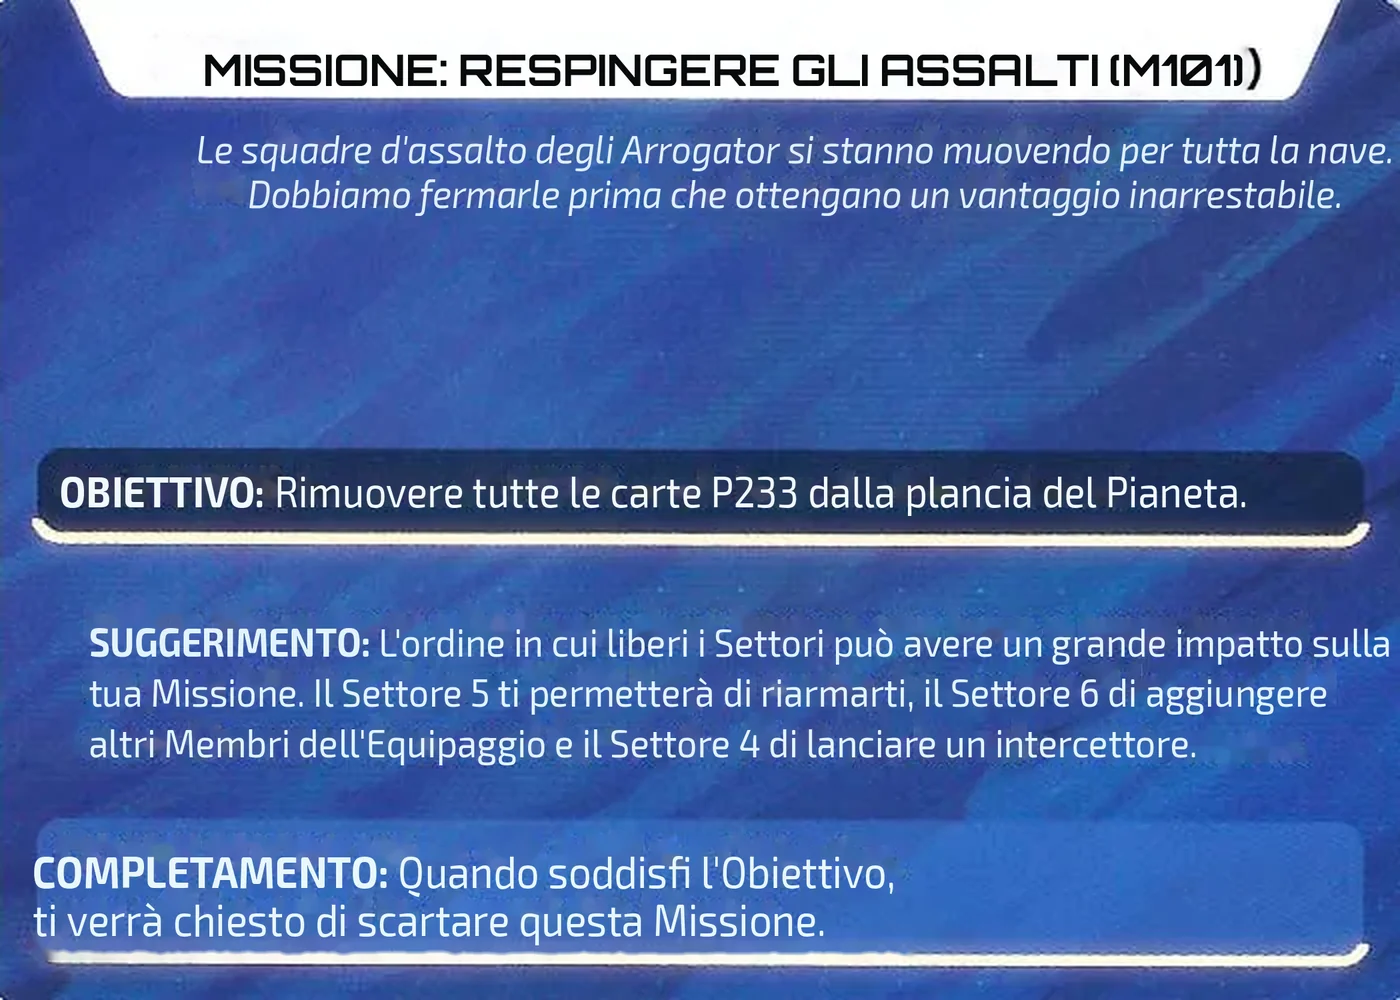 MISSIONE: RESPINGERE GLI ASSALTI (M101))
Le squadre d'assalto degli Arrogator si stanno muovendo per tutta la nave.
Dobbiamo fermarle prima che ottengano un vantaggio inarrestabile.
OBIETTIVO: Rimuovere tutte le carte P233 dalla plancia del Pianeta.
SUGGERIMENTO: L'ordine in cui liberi i Settori può avere un grande impatto sulla
tua Missione. Il Settore 5 ti permetterà di riarmarti, il Settore 6 di aggiungere
altri Membri dell'Equipaggio e il Settore 4 di lanciare un intercettore.
COMPLETAMENTO: Quando soddisfi l'Obiettivo,
ti verrà chiesto di scartare questa Missione.